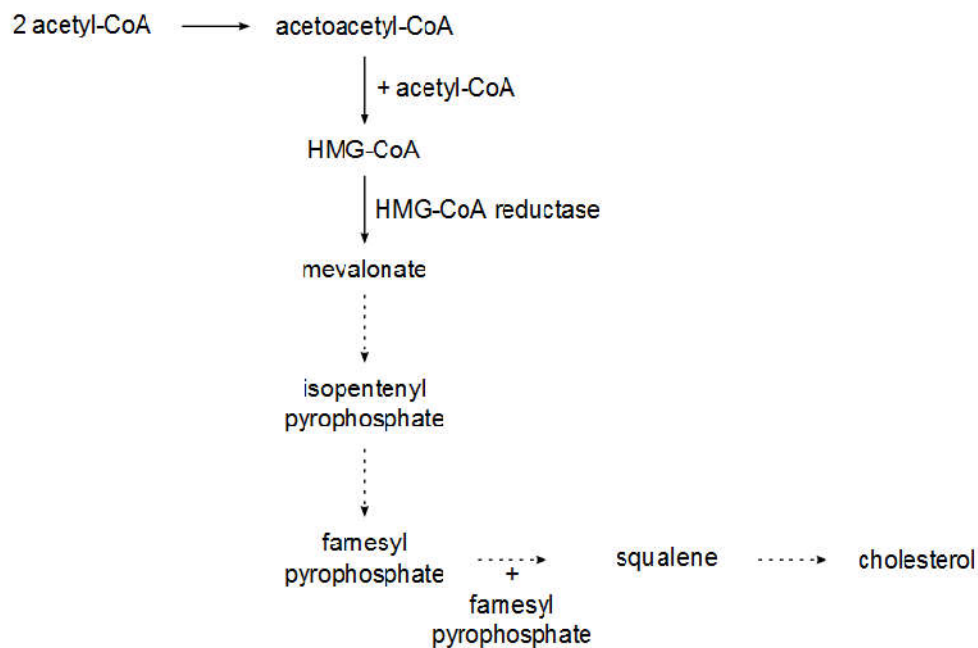 2 acetyl-CoA
acetoacetyl-CoA
+ acetyl-CoA
HMG-CoA
HMG-CoA reductase
mevalonate
isopentenyl
pyrophosphate
farnesyl
pyrophosphate
+
farnesyl
pyrophosphate
squalene
cholesterol